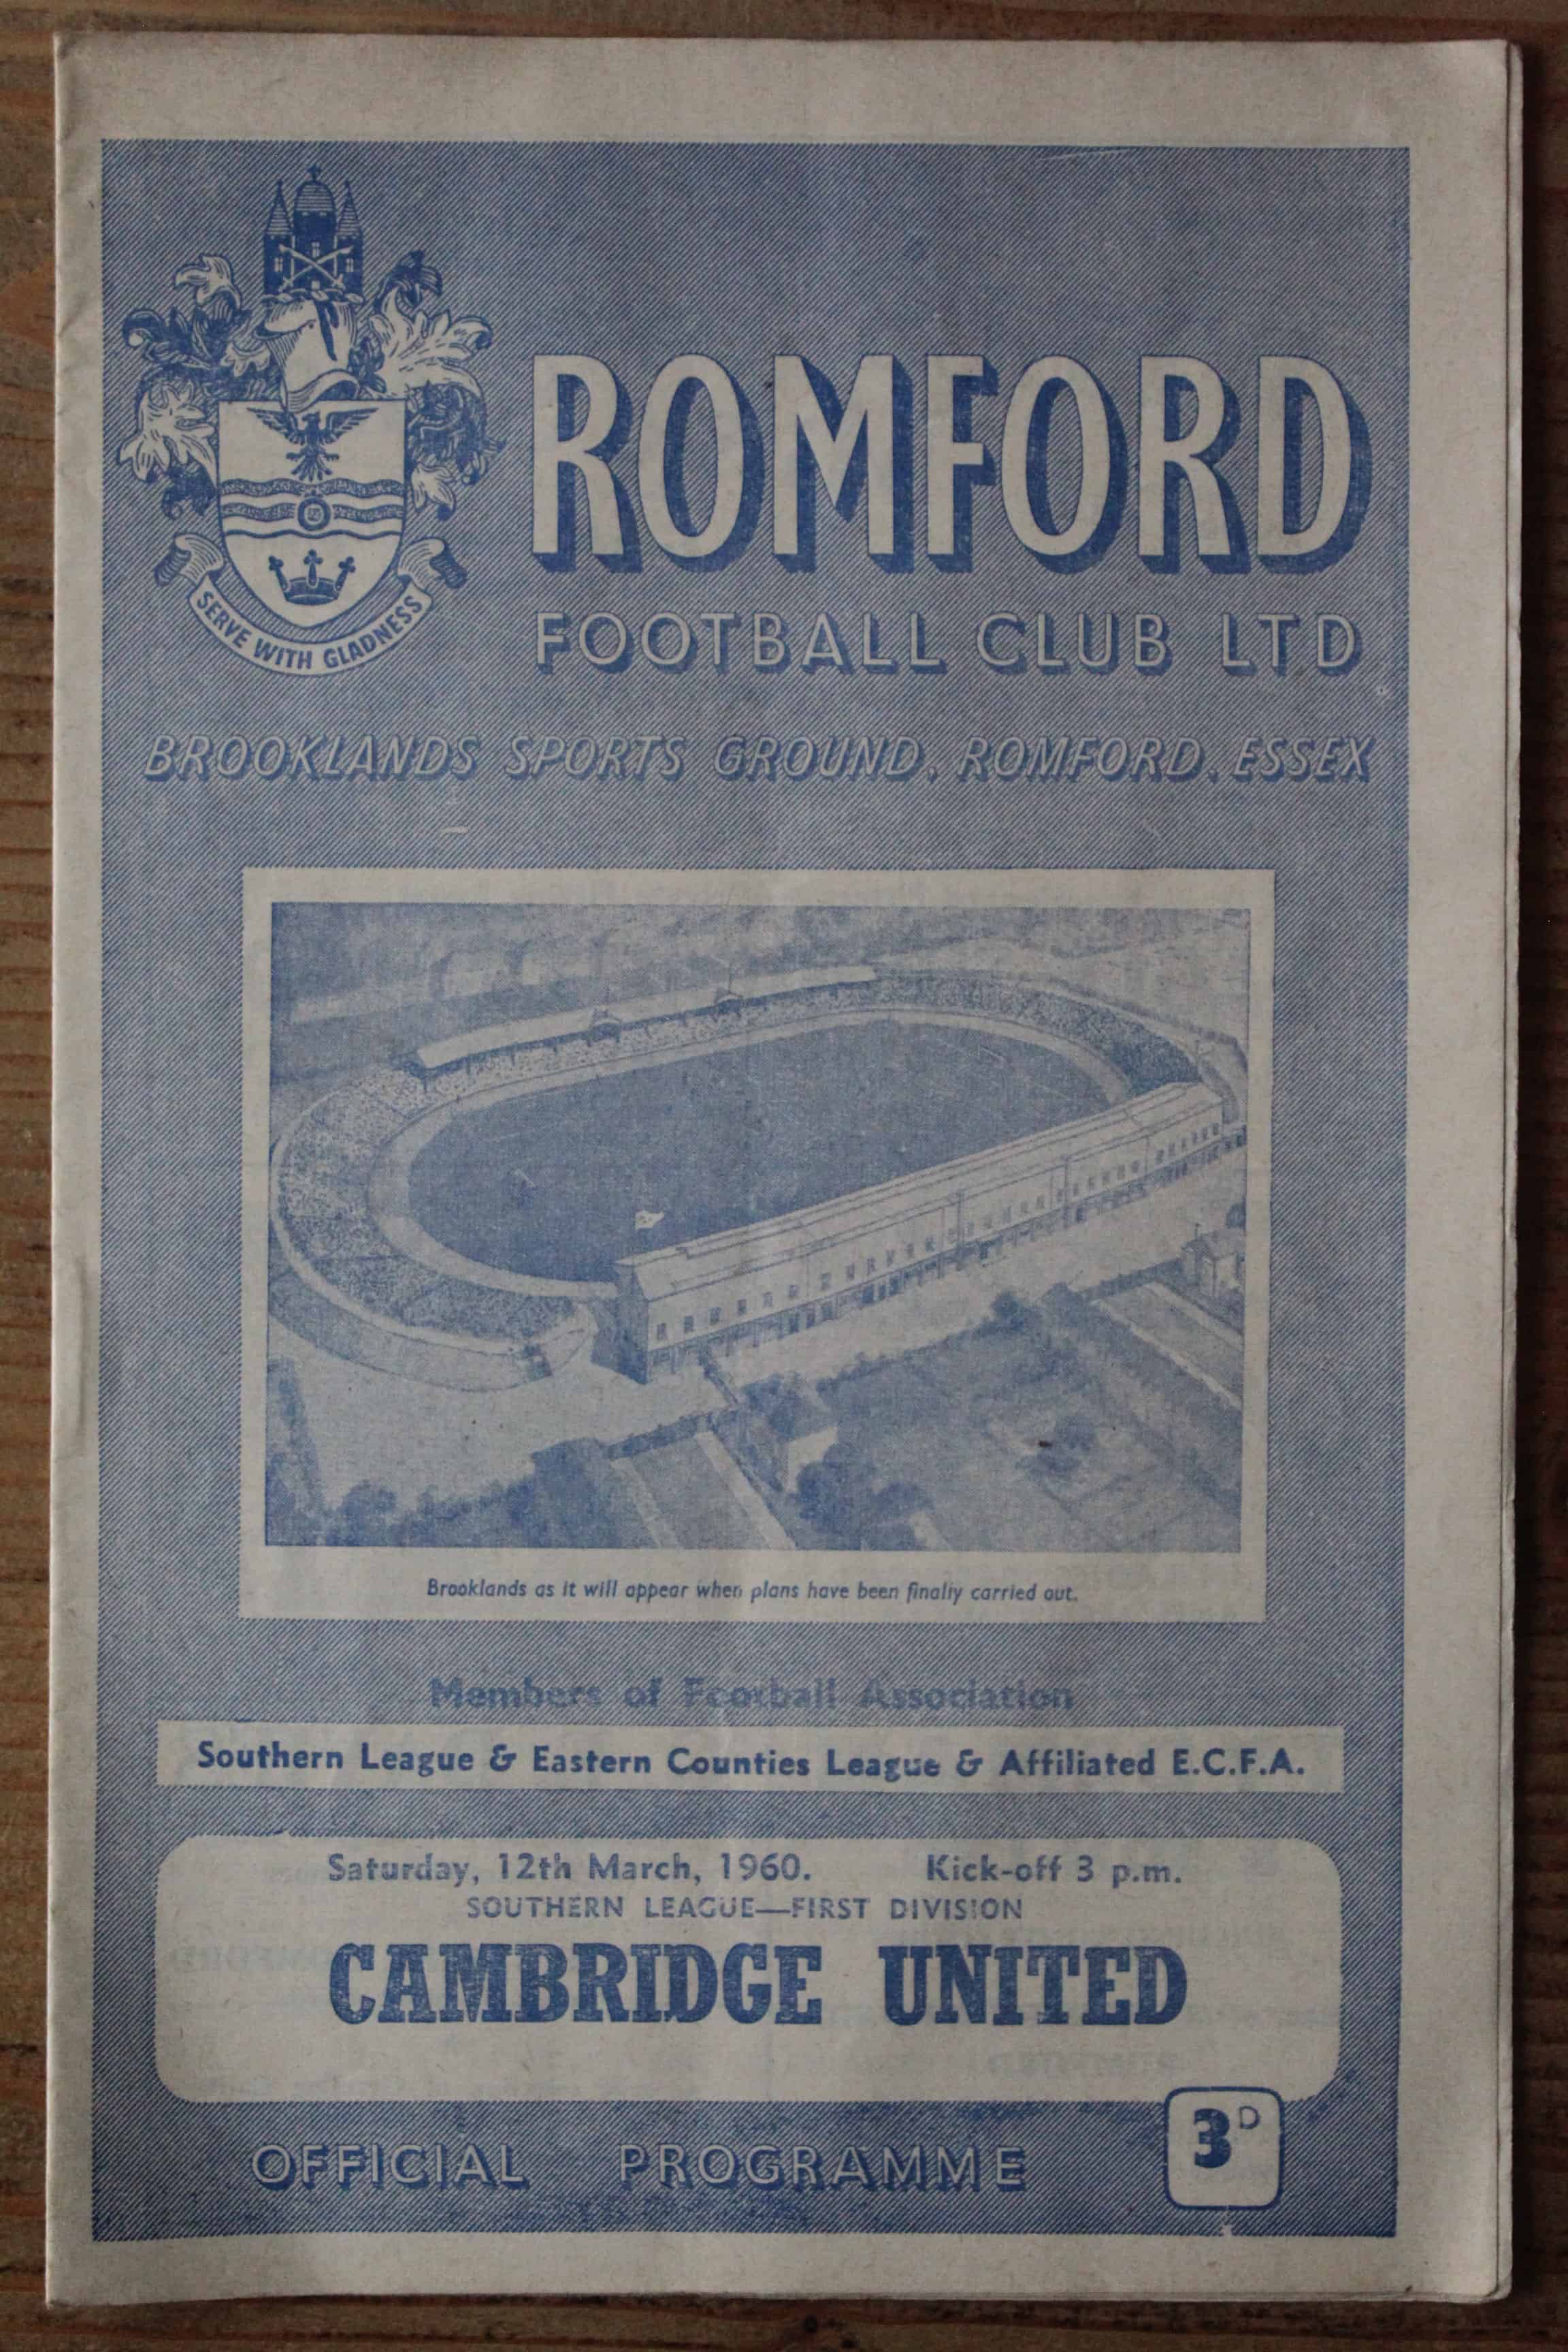 SERVE WITH GLADNESS
ROMFORD
FOOTBALL CLUB LTD
BROOKLANDS SPORTS GROUND, ROMFORD, ESSEX
Brooklands as it will appear when plans have been finally carried out.
Members of Football Association
Southern League & Eastern Counties League & Affiliated E.C.F.A.
Saturday, 12th March, 1960. Kick-off 3 p.m.
SOUTHERN LEAGUE—FIRST DIVISION
CAMBRIDGE UNITED
OFFICIAL PROGRAMME
3D